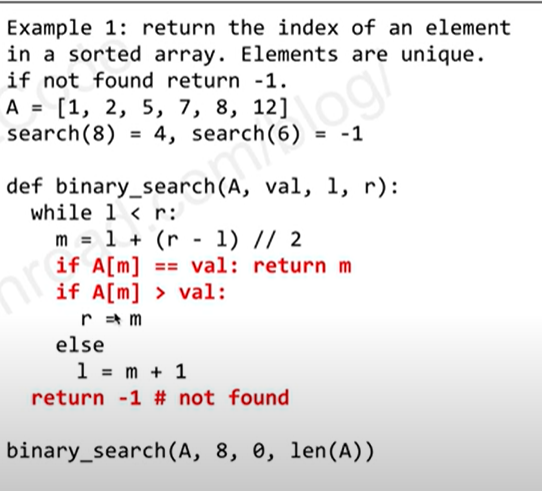 Example 1: return the index of an element
in a sorted array. Elements are unique.
if not found return -1.
A = [1, 2, 5, 7, 8, 12]
search(8) = 4, search(6) = -1
def binary_search(A, val, l, r):
  while l < r:
    m = l + (r - l) // 2
    if A[m] == val: return m
    if A[m] > val:
      r = m
    else
      l = m + 1
  return -1 # not found
binary_search(A, 8, 0, len(A))